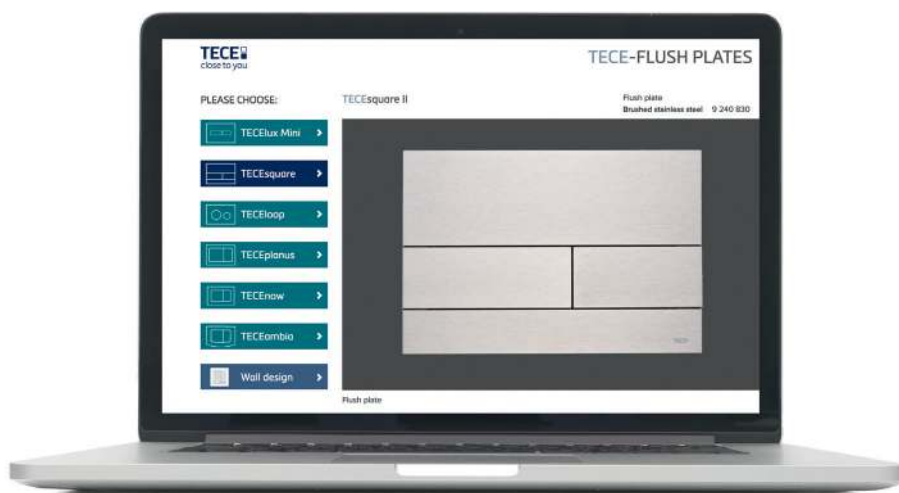 TECE
close to you
TECE-FLUSH PLATES
PLEASE CHOOSE:
TECEsquare II
Flush plate
Brushed stainless steel 9 240 830
TECElux Mini
TECEsquare
TECEloop
TECEplanus
TECEnow
TECEambia
Wall design
TECE
Flush plate